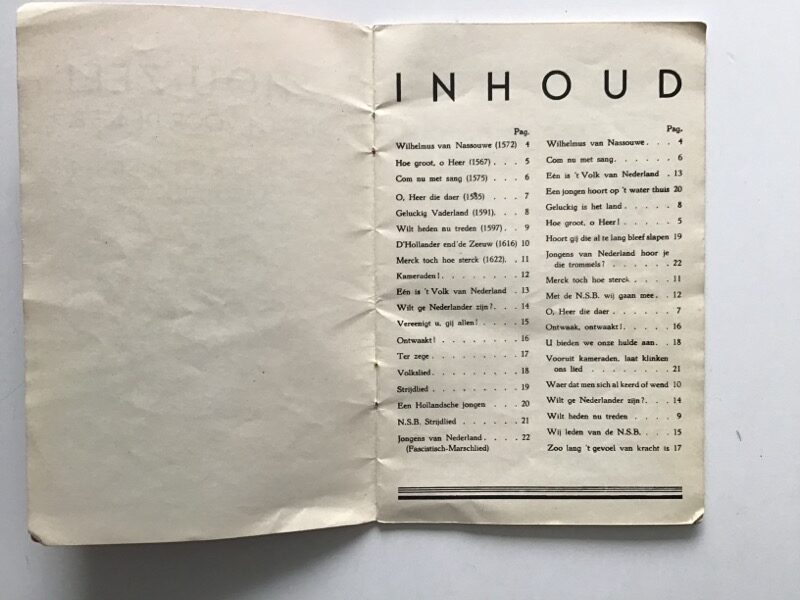 INHOUD
Pag.
Wilhelmus van Nassouwe (1572) 4
Hoe groot, o Heer (1567) . . . 5
Com nu met sang (1575) . . . 6
O, Heer die daer (1585) . . . 7
Geluckig Vaderland (1591). . . 8
Wilt heden nu treden (1597). . 9
D'Hollander end' de Zeeuw (1616) 10
Merck toch hoe sterck (1622). . 11
Kameraden! . . . . . . . 12
Eén is 't Volk van Nederland . 13
Wilt ge Nederlander zijn? . . . 14
Vereenigt u, gij allen! . . . . 15
Ontwaakt! . . . . . . . . 16
Ter zege . . . . . . . . 17
Volkslied . . . . . . . . 18
Strijdlied . . . . . . . . 19
Een Hollandsche jongen . . . 20
N.S.B. Strijdlied . . . . . 21
Jongens van Nederland . . . . 22
(Fascistisch-Marschlied)
Pag.
Wilhelmus van Nassouwe . . . 4
Com nu met sang . . . . . . 6
Eén is 't Volk van Nederland . 13
Een jongen hoort op 't water thuis 20
Geluckig is het land . . . . . 8
Hoe groot, o Heer! . . . . . 5
Hoort gij die al te lang bleef slapen 19
Jongens van Nederland hoor je
die trommels? . . . . . . 22
Merck toch hoe sterck . . . . 11
Met de N.S.B. wij gaan mee. . 12
O, Heer die daer . . . . . . 7
Ontwaak, ontwaakt! . . . . . 16
U bieden we onze hulde aan. . 18
Vooruit kameraden, laat klinken
ons lied . . . . . . . . 21
Waer dat men sich al keerd of wend 10
Wilt ge Nederlander zijn?. . . 14
Wilt heden nu treden . . . . 9
Wij leden van de N.S.B. . . . 15
Zoo lang 't gevoel van kracht is 17